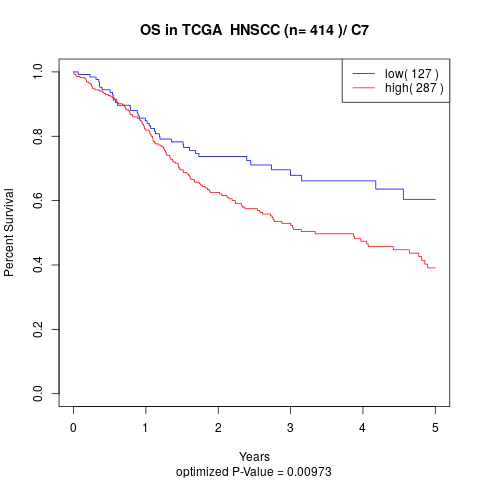 OS in TCGA  HNSCC (n= 414 )/ C7
low( 127 )
high( 287 )
Percent Survival
1.0
0.8
0.6
0.4
0.2
0.0
0 1 2 3 4 5
Years
optimized P-Value = 0.00973